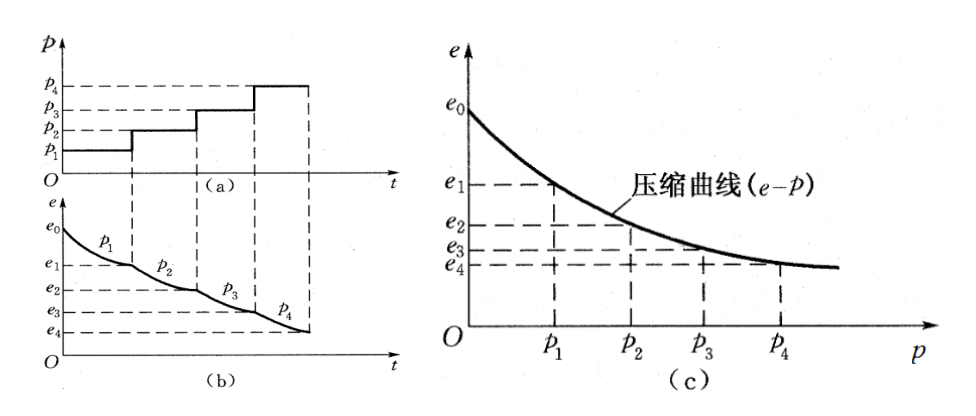 p
p₄
p₃
p₂
p₁
O
t
(a)
e
e₀
e₁
e₂
e₃
e₄
p₁
p₂
p₃
p₄
O
t
(b)
e
e₀
e₁
e₂
e₃
e₄
压缩曲线(e-p)
O
p₁
p₂
p₃
p₄
p
(c)